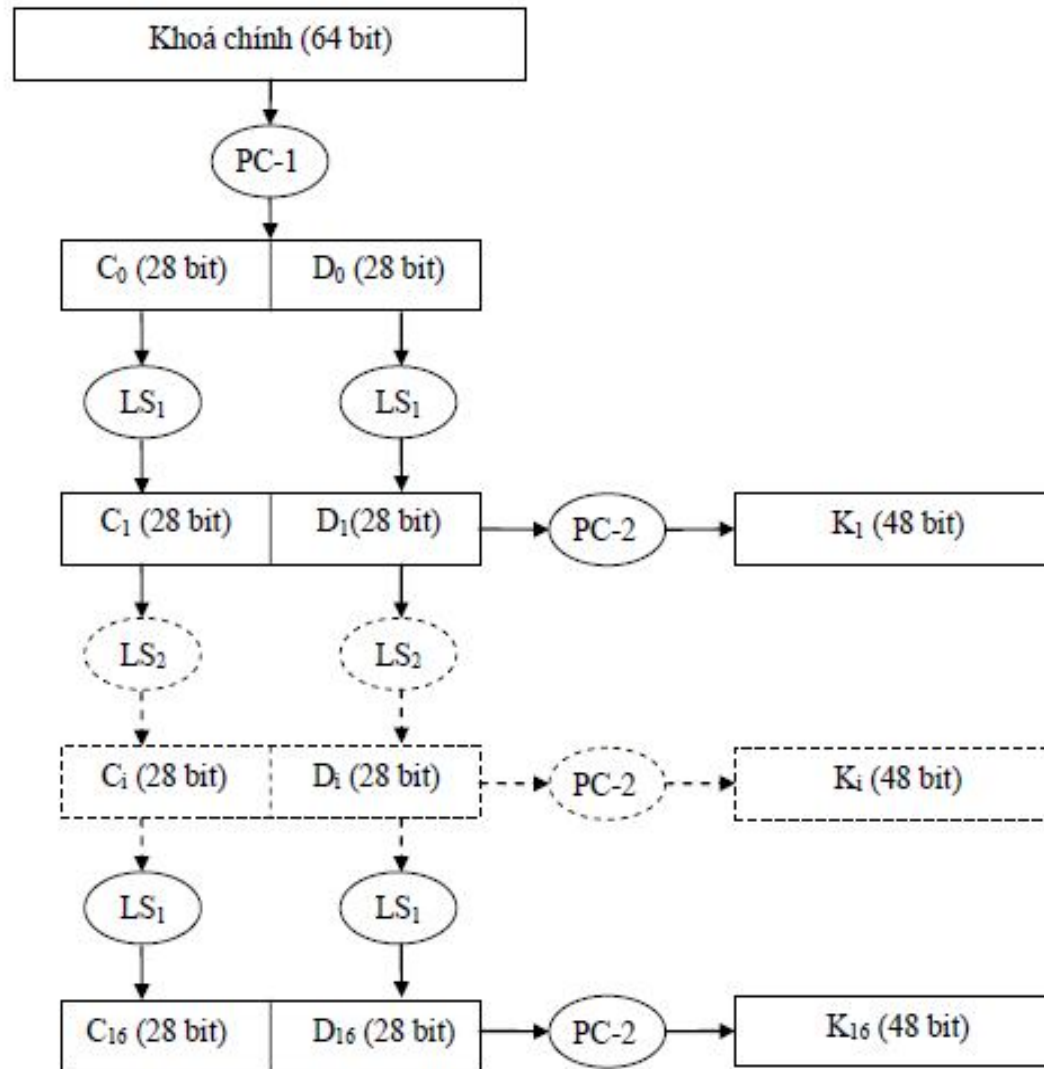 Khoá chính (64 bit)
PC-1
C₀ (28 bit) D₀ (28 bit)
LS₁ LS₁
C₁ (28 bit) D₁(28 bit) PC-2 K₁ (48 bit)
LS₂ LS₂
Cᵢ (28 bit) Dᵢ (28 bit) PC-2 Kᵢ (48 bit)
LS₁ LS₁
C₁₆ (28 bit) D₁₆ (28 bit) PC-2 K₁₆ (48 bit)